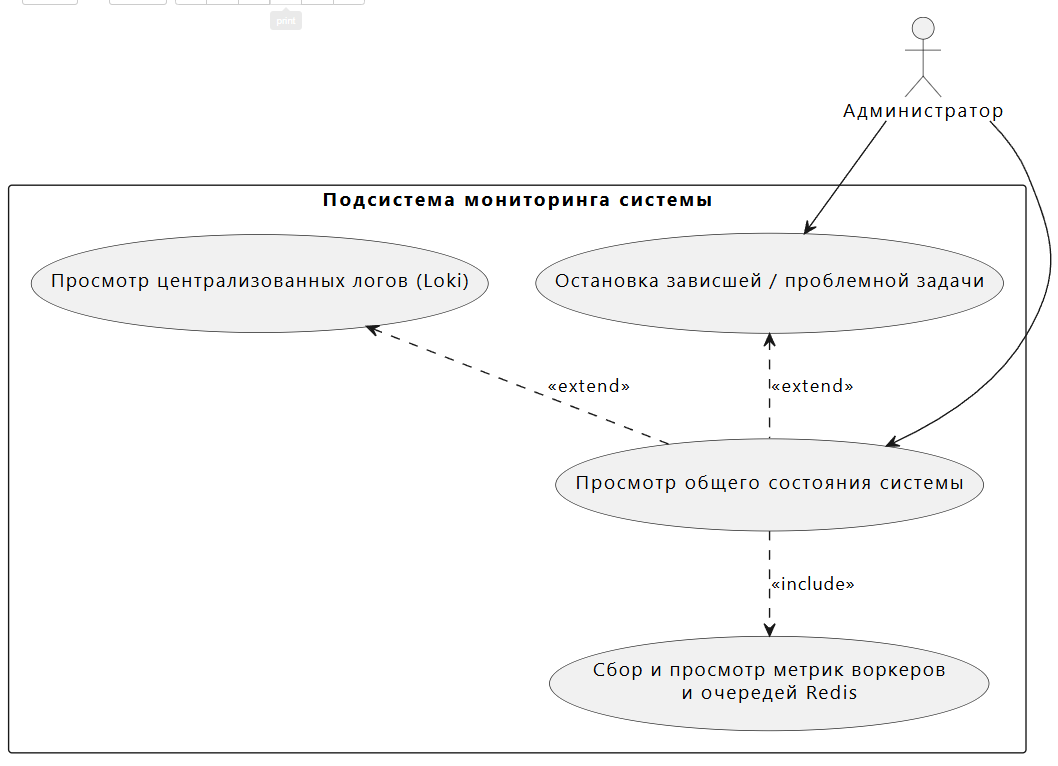 print
Администратор
Подсистема мониторинга системы
Просмотр централизованных логов (Loki)
Остановка зависшей / проблемной задачи
«extend»
«extend»
Просмотр общего состояния системы
«include»
Сбор и просмотр метрик воркеров
и очередей Redis